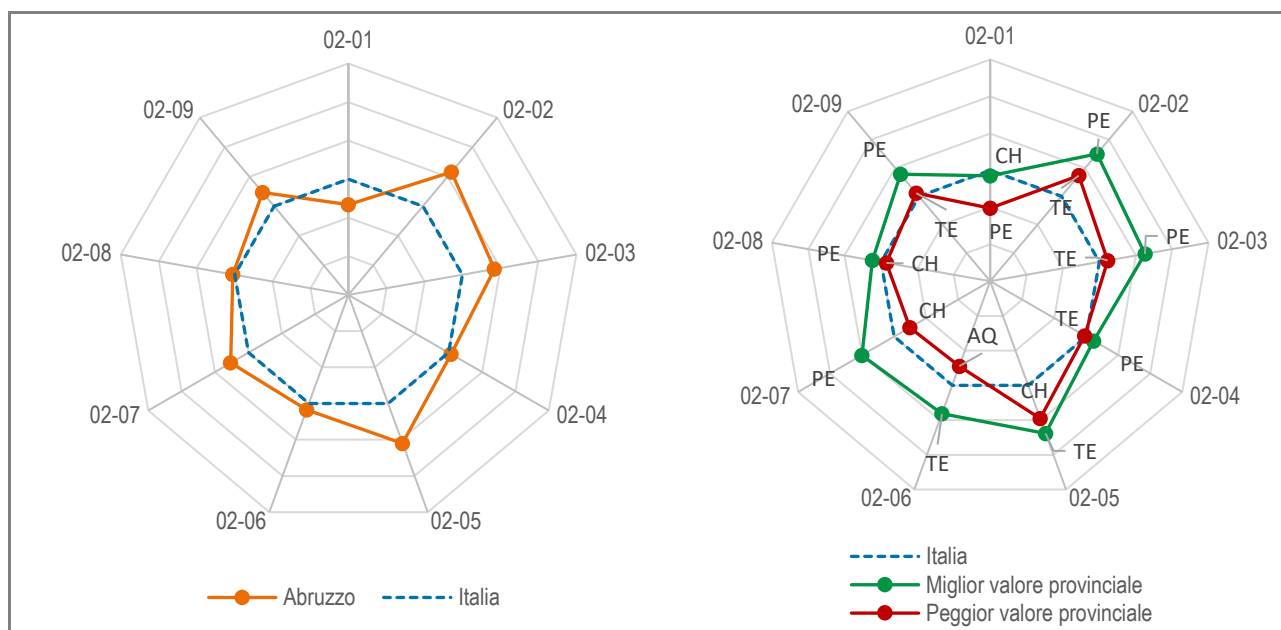 02-01
02-02
02-03
02-04
02-05
02-06
02-07
02-08
02-09
Abruzzo
Italia
02-01
02-02
02-03
02-04
02-05
02-06
02-07
02-08
02-09
CH
PE
PE
TE
PE
TE
TE
PE
CH
TE
AQ
TE
CH
PE
PE
CH
PE
TE
Italia
Miglior valore provinciale
Peggior valore provinciale